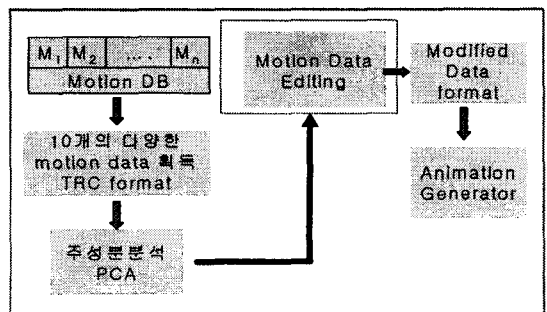 M1 M2 .... Mn
Motion DB
10개의 다양한
motion data 획득
TRC format
주성분분석
PCA
Motion Data
Editing
Modified
Data
format
Animation
Generator